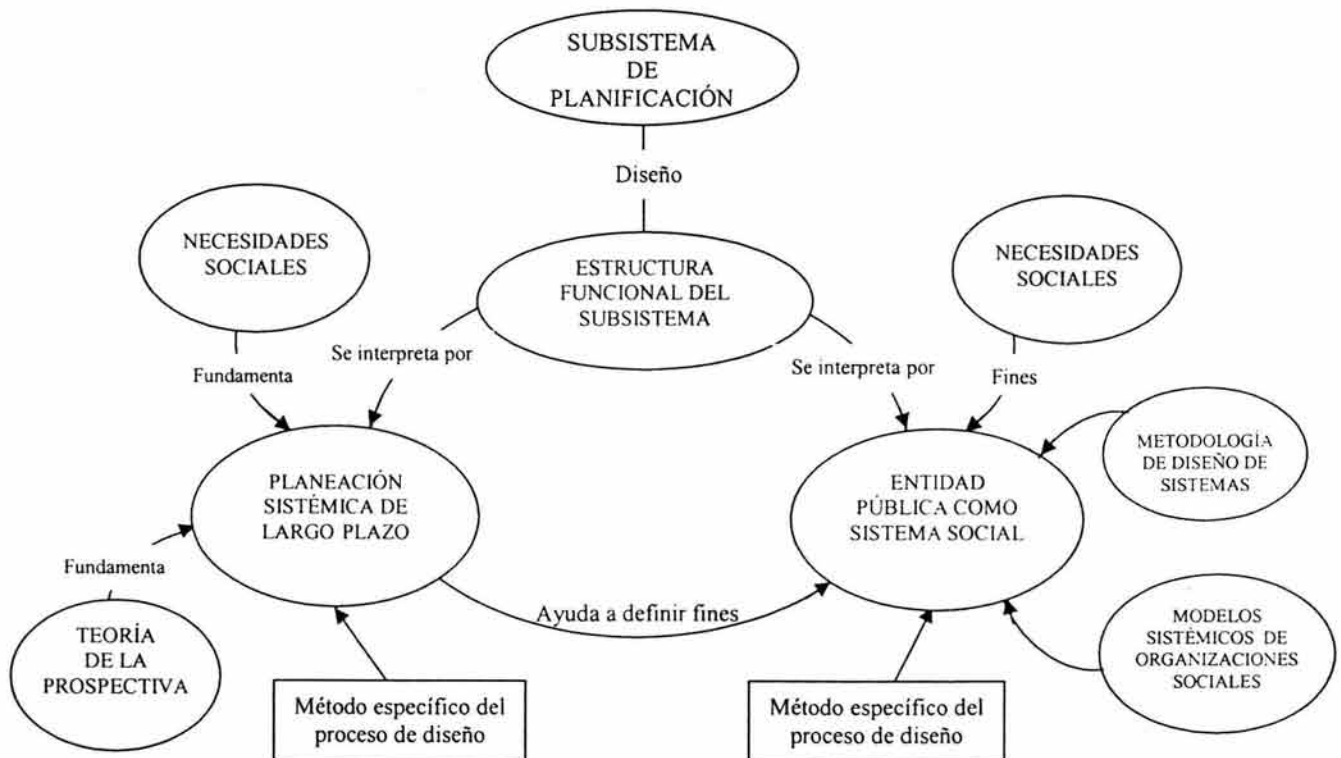 SUBSISTEMA
DE
PLANIFICACIÓN
Diseño
NECESIDADES
SOCIALES
ESTRUCTURA
FUNCIONAL DEL
SUBSISTEMA
NECESIDADES
SOCIALES
Fundamenta
Se interpreta por
Se interpreta por
Fines
PLANEACIÓN
SISTÉMICA DE
LARGO PLAZO
ENTIDAD
PÚBLICA COMO
SISTEMA SOCIAL
METODOLOGÍA
DE DISEÑO DE
SISTEMAS
Fundamenta
TEORÍA
DE LA
PROSPECTIVA
Ayuda a definir fines
MODELOS
SISTÉMICOS DE
ORGANIZACIONES
SOCIALES
Método específico del
proceso de diseño
Método específico del
proceso de diseño